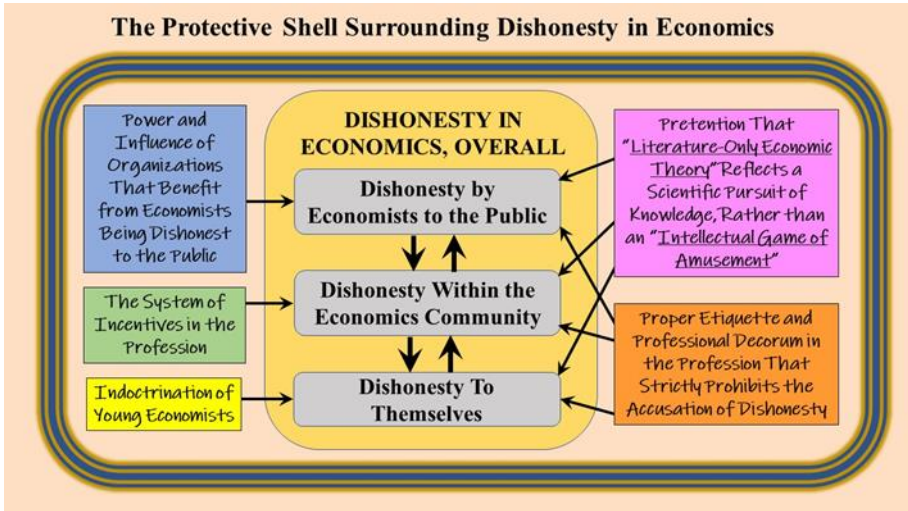 The Protective Shell Surrounding Dishonesty in Economics
Power and
Influence of
Organizations
That Benefit
from Economists
Being Dishonest
to the Public
The System of
Incentives in the
Profession
Indoctrination of
Young Economists
DISHONESTY IN
ECONOMICS, OVERALL
Dishonesty by
Economists to the Public
Dishonesty Within the
Economics Community
Dishonesty To
Themselves
Pretention That
"Literature-Only Economic
Theory" Reflects a
Scientific Pursuit of
Knowledge, Rather than
an "Intellectual Game of
Amusement"
Proper Etiquette and
Professional Decorum in
the Profession That
Strictly Prohibits the
Accusation of Dishonesty